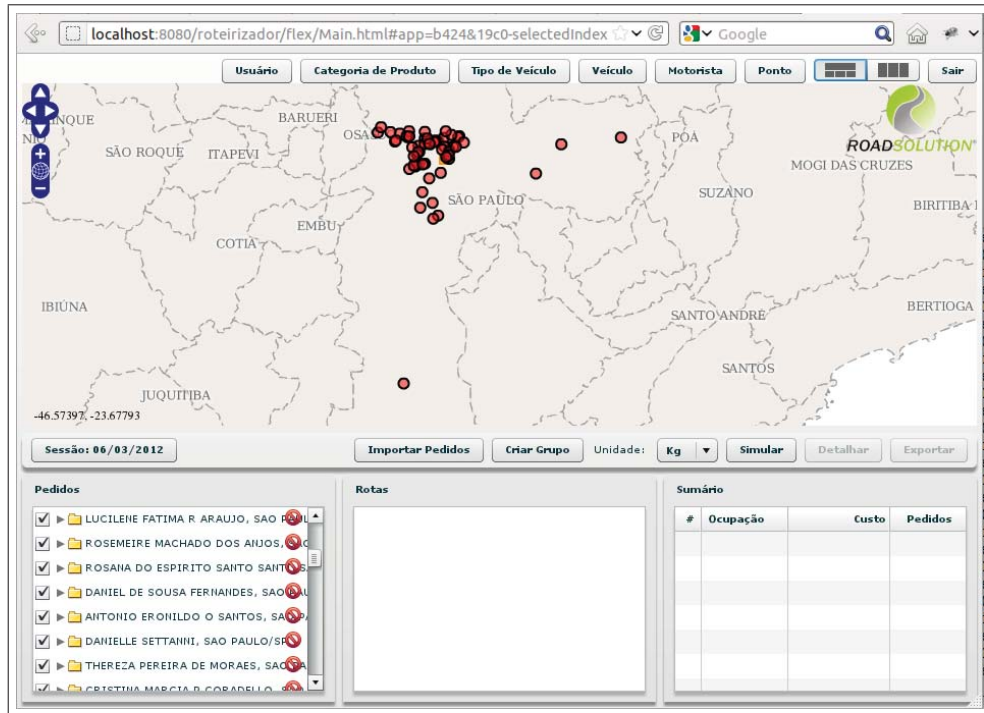 localhost:8080/roteirizador/flex/Main.html#app=b424&19c0-selectedIndex
Google
Usuário
Categoria de Produto
Tipo de Veículo
Veículo
Motorista
Ponto
Sair
BARUERI
OSA
POÁ
SÃO ROQUE
ITAPEVI
ROADSOLUTION
MOGI DAS CRUZES
SÃO PAULO
SUZANO
BIRITIBA-
EMBU
COTIA
IBIÚNA
SANTO ANDRÉ
BERTIOGA
SANTOS
JUQUITIBA
-46.57397, -23.67793
Sessão: 06/03/2012
Importar Pedidos
Criar Grupo
Unidade:
Kg
Simular
Detalhar
Exportar
Pedidos
LUCILENE FATIMA R ARAUJO, SAO
ROSEMEIRE MACHADO DOS ANJOS,
ROSANA DO ESPIRITO SANTO
DANIEL DE SOUSA FERNANDES, SAO
ANTONIO ERONILDO O SANTOS,
DANIELLE SETTANNI, SAO PAULO/SP
THEREZA PEREIRA DE MORAES,
CRISTINA MARCIA
Rotas
Sumário
# Ocupação Custo Pedidos